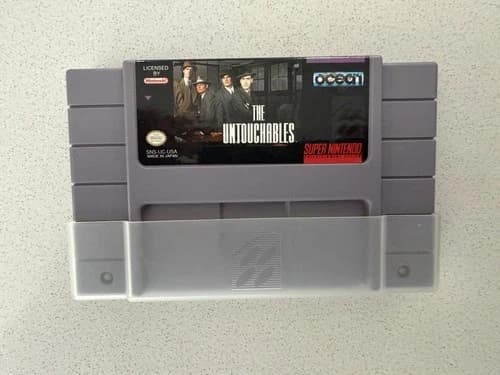 LICENSED BY
Nintendo
ocean
THE
UNTOUCHABLES
SNS-UC-USA
MADE IN JAPAN
SUPER NINTENDO